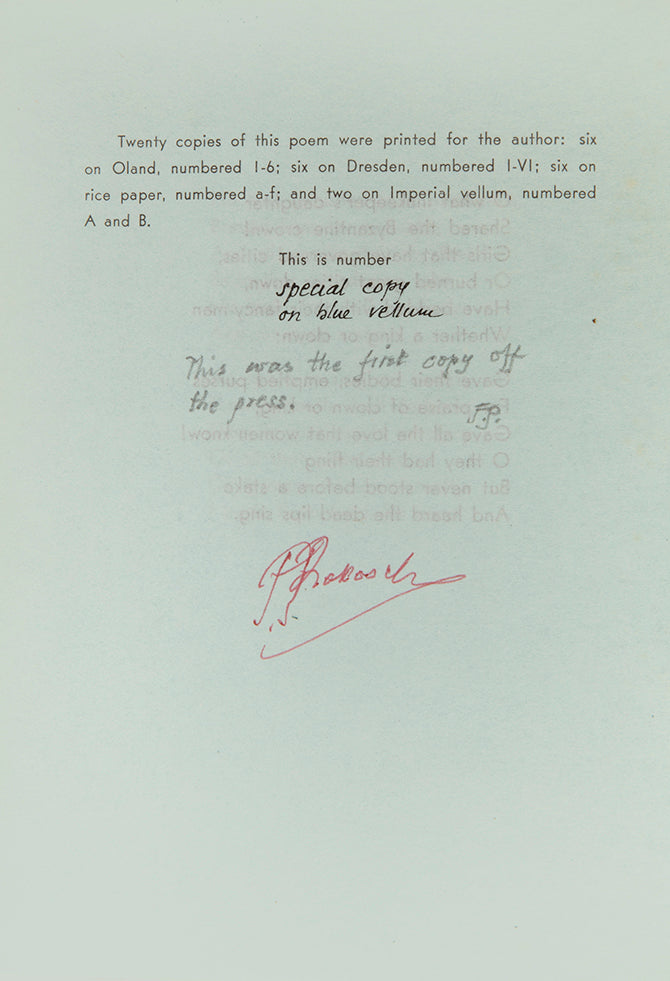 Twenty copies of this poem were printed for the author: six
on Oland, numbered 1-6; six on Dresden, numbered I-VI; six on
rice paper, numbered a-f; and two on Imperial vellum, numbered
A and B.
This is number
special copy
on blue vellum
This was the first copy off
the press.
F.P.
F. Prokosch